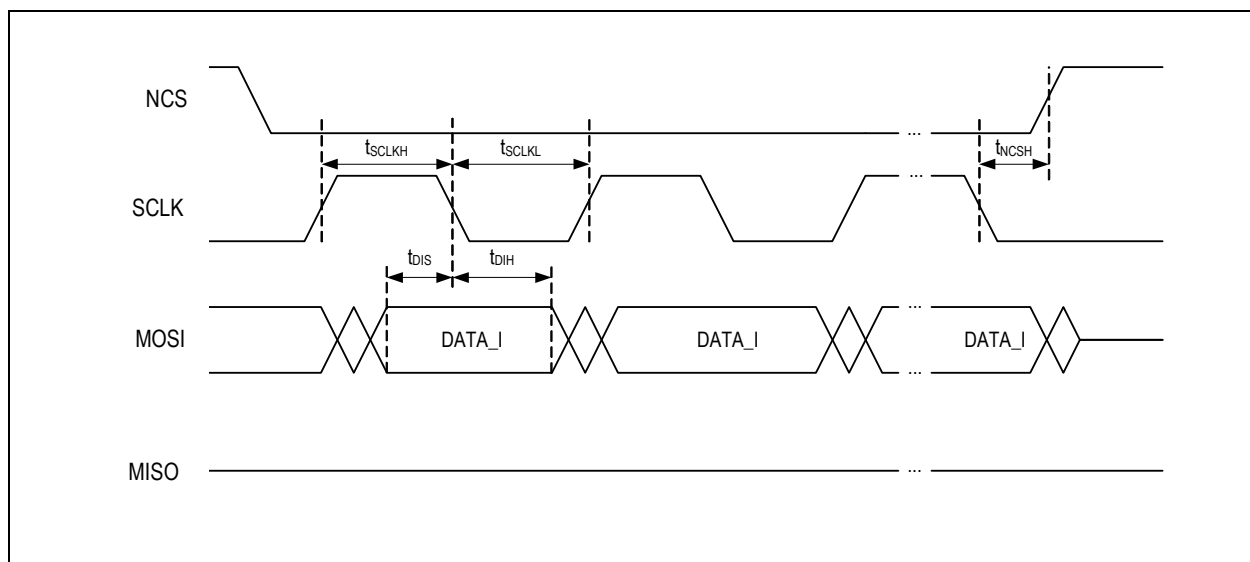 NCS
...
tSCLKH
tSCLKL
tNCSH
SCLK
...
tDIS
tDIH
MOSI
DATA_I
DATA_I
...
DATA_I
MISO
...